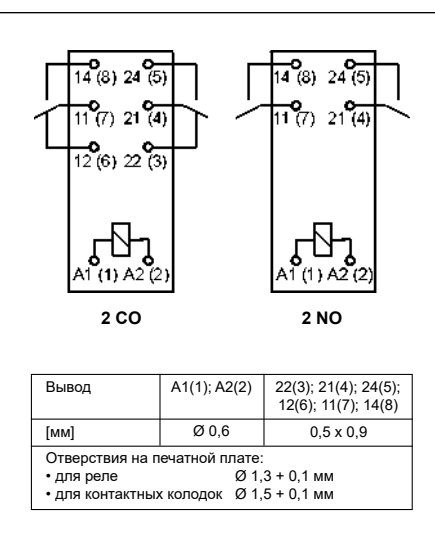 14 (8) 24 (5)
11 (7) 21 (4)
12 (6) 22 (3)
A1 (1) A2 (2)
2 CO
14 (8) 24 (5)
11 (7) 21 (4)
A1 (1) A2 (2)
2 NO
Вывод A1(1); A2(2) 22(3); 21(4); 24(5);
12(6); 11(7); 14(8)
[мм] Ø 0,6 0,5 x 0,9
Отверствия на печатной плате:
• для реле Ø 1,3 + 0,1 мм
• для контактных колодок Ø 1,5 + 0,1 мм